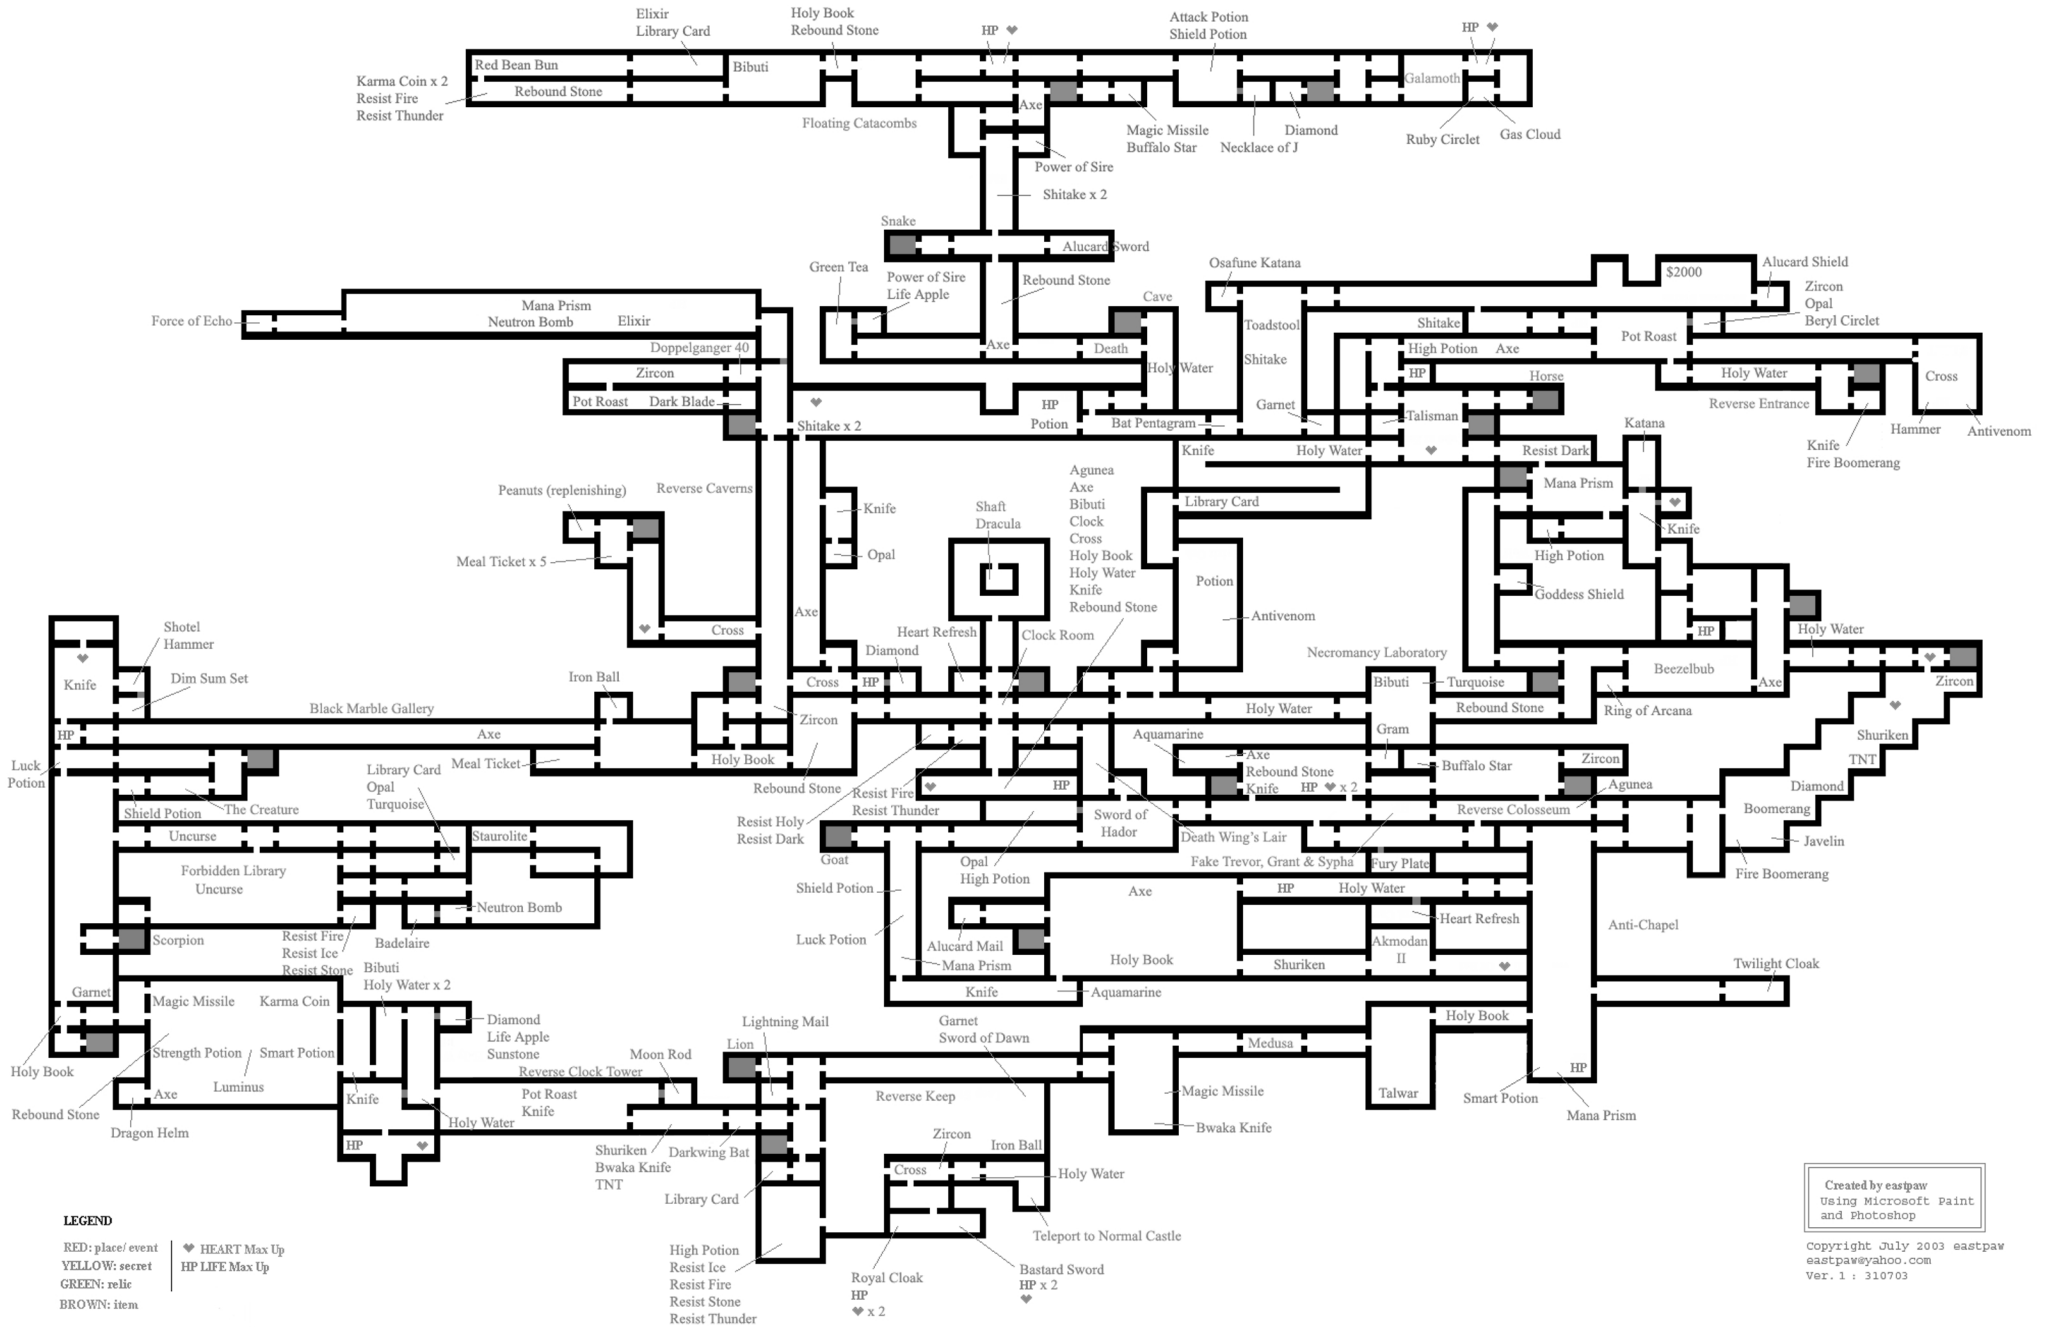 Elixir
Library Card
Holy Book
Rebound Stone
HP
Attack Potion
Shield Potion
HP
Red Bean Bun
Bibuti
Galamoth
Karma Coin x 2
Resist Fire
Resist Thunder
Rebound Stone
Axe
Floating Catacombs
Magic Missile
Buffalo Star
Necklace of J
Diamond
Ruby Circlet
Gas Cloud
Power of Sire
Shitake x 2
Snake
Alucard Sword
Green Tea
Power of Sire
Life Apple
Rebound Stone
Cave
Osafune Katana
$2000
Alucard Shield
Zircon
Opal
Beryl Circlet
Force of Echo
Mana Prism
Neutron Bomb
Elixir
Doppelganger 40
Axe
Death
Toadstool
Shitake
Shitake
Pot Roast
High Potion
Axe
Zircon
Holy Water
HP
Horse
Holy Water
Cross
Pot Roast
Dark Blade
HP
Potion
Garnet
Talisman
Reverse Entrance
Hammer
Antivenom
Shitake x 2
Bat Pentagram
Katana
Knife
Fire Boomerang
Knife
Holy Water
Resist Dark
Peanuts (replenishing)
Reverse Caverns
Agunea
Axe
Bibuti
Clock
Cross
Holy Book
Holy Water
Knife
Rebound Stone
Library Card
Mana Prism
Knife
Shaft
Dracula
Knife
Meal Ticket x 5
Opal
High Potion
Potion
Goddess Shield
Axe
Antivenom
Shotel
Hammer
Cross
Heart Refresh
Clock Room
HP
Holy Water
Dim Sum Set
Knife
Iron Ball
Diamond
Necromancy Laboratory
Beezelbub
Cross
HP
Bibuti
Turquoise
Axe
Zircon
Black Marble Gallery
Zircon
Holy Water
Rebound Stone
Ring of Arcana
HP
Axe
Aquamarine
Gram
Shuriken
Luck
Potion
Library Card
Opal
Turquoise
Meal Ticket
Holy Book
Axe
Rebound Stone
Knife
HP
x 2
Buffalo Star
Zircon
TNT
Shield Potion
The Creature
Rebound Stone
Resist Fire
Resist Thunder
HP
Agunea
Diamond
Resist Holy
Resist Dark
Sword of
Hador
Reverse Colosseum
Boomerang
Uncurse
Staurolite
Goat
Death Wing's Lair
Javelin
Forbidden Library
Uncurse
Opal
High Potion
Fake Trevor, Grant & Sypha
Fury Plate
Fire Boomerang
Shield Potion
Axe
HP
Holy Water
Neutron Bomb
Heart Refresh
Anti-Chapel
Scorpion
Resist Fire
Resist Ice
Resist Stone
Badelaire
Luck Potion
Alucard Mail
Akmodan
II
Mana Prism
Holy Book
Shuriken
Twilight Cloak
Bibuti
Holy Water x 2
Garnet
Magic Missile
Karma Coin
Knife
Aquamarine
Diamond
Life Apple
Sunstone
Lightning Mail
Garnet
Sword of Dawn
Holy Book
Strength Potion
Smart Potion
Moon Rod
Lion
Medusa
Holy Book
Luminus
Reverse Clock Tower
HP
Axe
Knife
Pot Roast
Knife
Reverse Keep
Magic Missile
Talwar
Smart Potion
Rebound Stone
Mana Prism
Dragon Helm
Holy Water
Bwaka Knife
HP
Shuriken
Bwaka Knife
TNT
Darkwing Bat
Zircon
Iron Ball
Cross
Holy Water
Library Card
Teleport to Normal Castle
High Potion
Resist Ice
Resist Fire
Resist Stone
Resist Thunder
Royal Cloak
HP
x 2
Bastard Sword
HP x 2
LEGEND
RED: place/ event
YELLOW: secret
GREEN: relic
BROWN: item
HEART Max Up
HP LIFE Max Up
Created by eastpaw
Using Microsoft Paint
and Photoshop
Copyright July 2003 eastpaw
eastpaw@yahoo.com
Ver. 1 : 310703